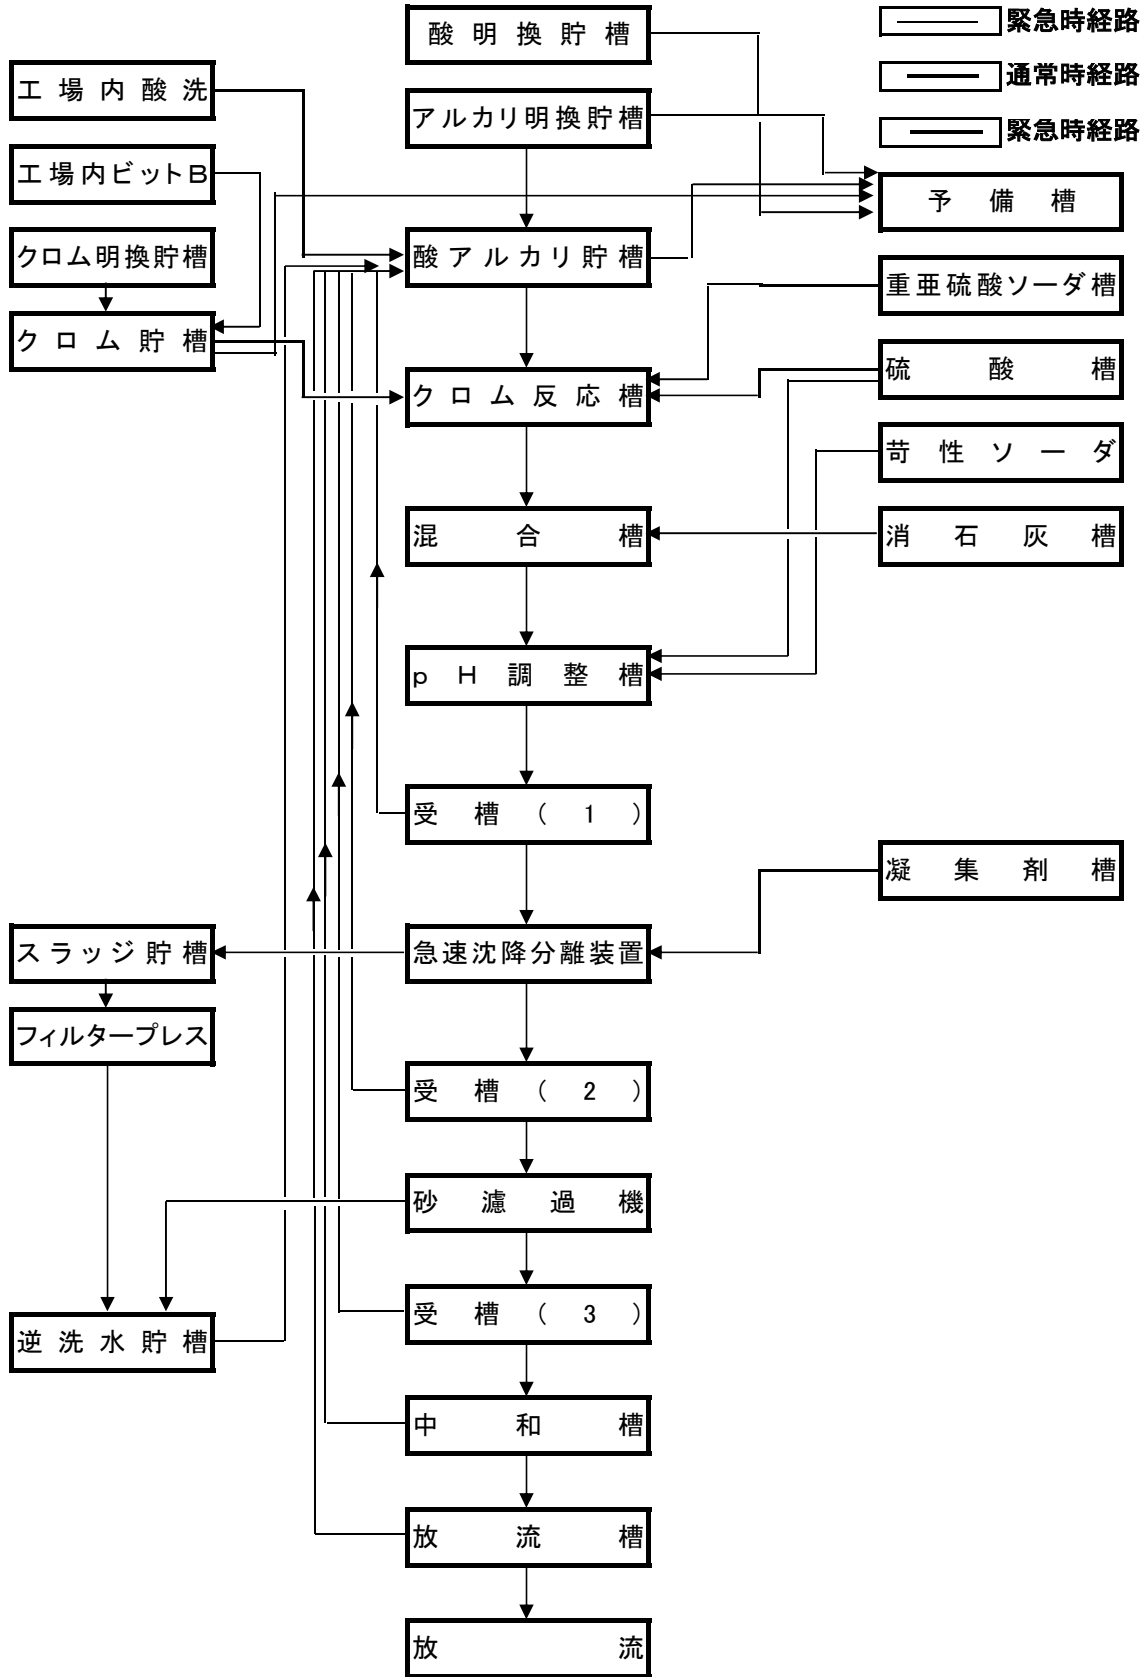 酸明換貯槽
緊急時経路
工場内酸洗
通常時経路
アルカリ明換貯槽
緊急時経路
工場内ビットB
予備槽
クロム明換貯槽
酸アルカリ貯槽
重亜硫酸ソーダ槽
クロム貯槽
硫酸槽
クロム反応槽
苛性ソーダ
混合槽
消石灰槽
pH調整槽
受槽(1)
凝集剤槽
スラッジ貯槽
急速沈降分離装置
フィルタープレス
受槽(2)
砂濾過機
受槽(3)
逆洗水貯槽
中和槽
放流槽
放流